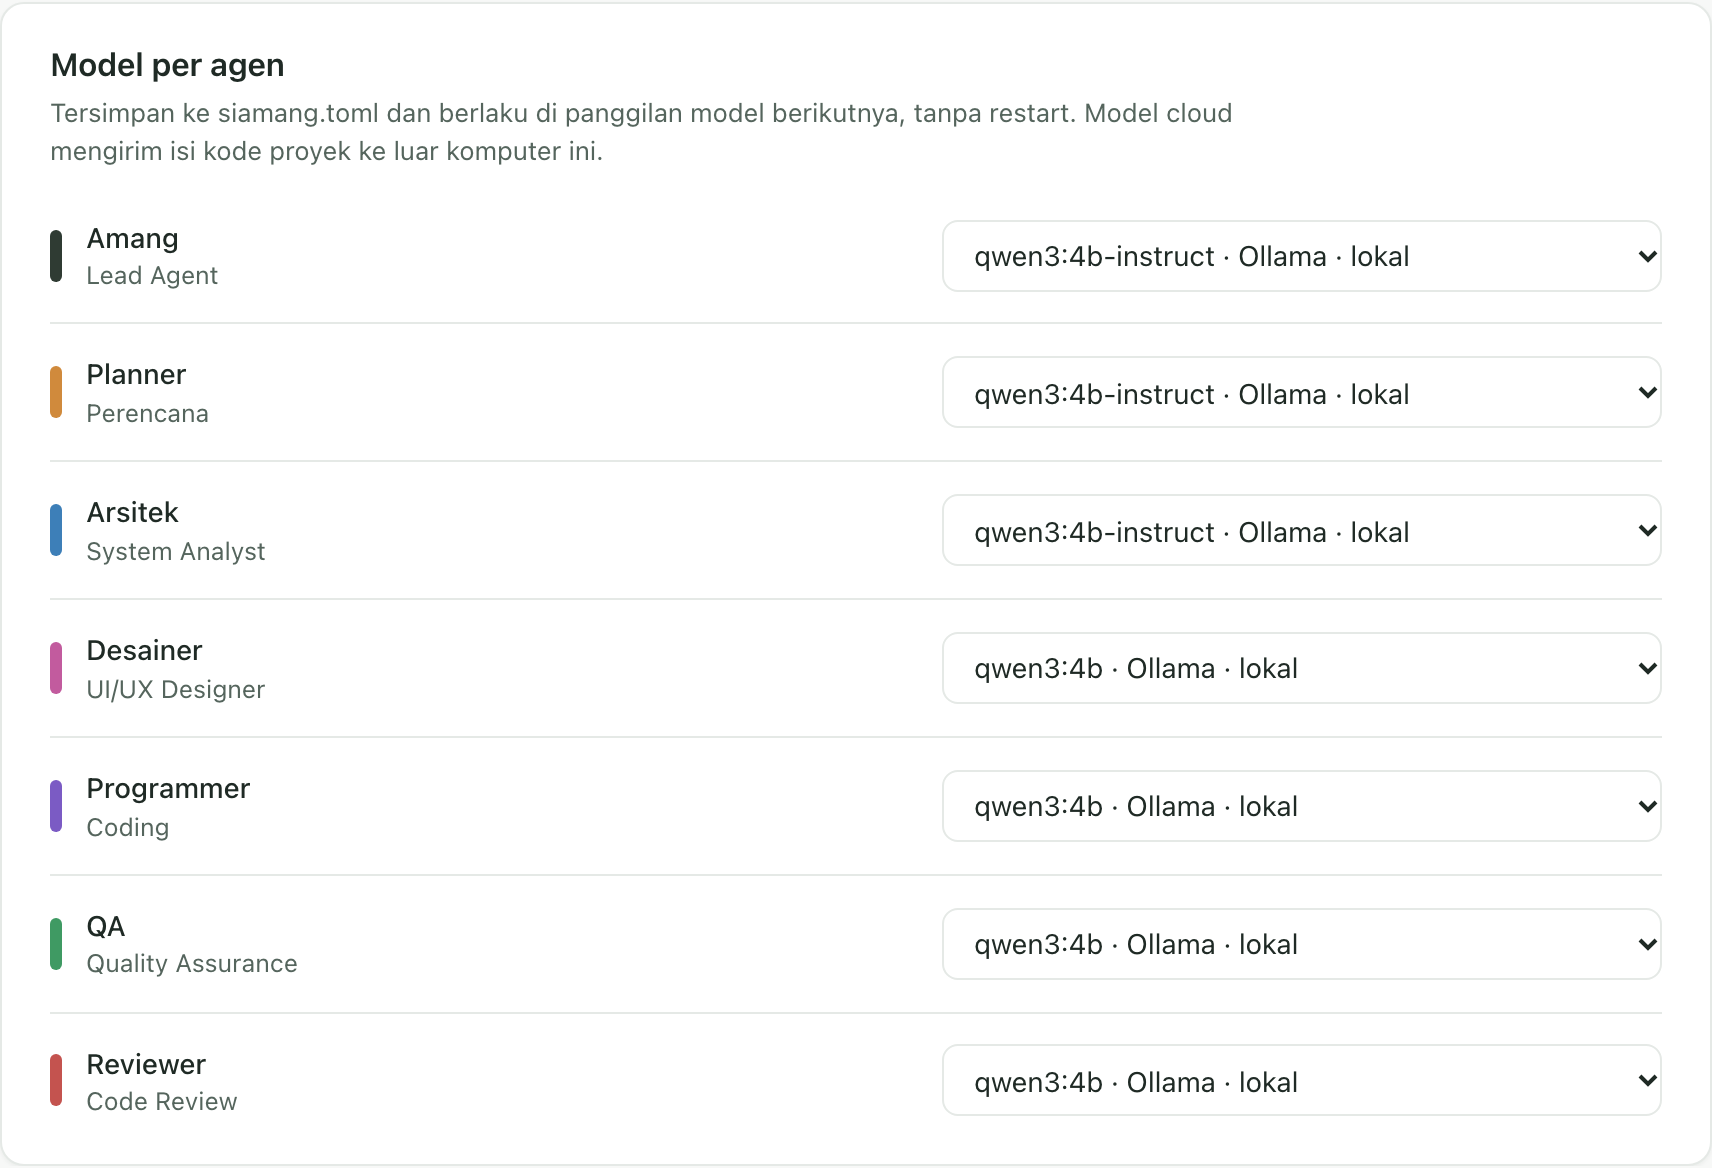 Model per agen
Tersimpan ke siamang.toml dan berlaku di panggilan model berikutnya, tanpa restart. Model cloud
mengirim isi kode proyek ke luar komputer ini.
Amang
Lead Agent
qwen3:4b-instruct · Ollama · lokal
Planner
Perencana
qwen3:4b-instruct · Ollama · lokal
Arsitek
System Analyst
qwen3:4b-instruct · Ollama · lokal
Desainer
UI/UX Designer
qwen3:4b · Ollama · lokal
Programmer
Coding
qwen3:4b · Ollama · lokal
QA
Quality Assurance
qwen3:4b · Ollama · lokal
Reviewer
Code Review
qwen3:4b · Ollama · lokal